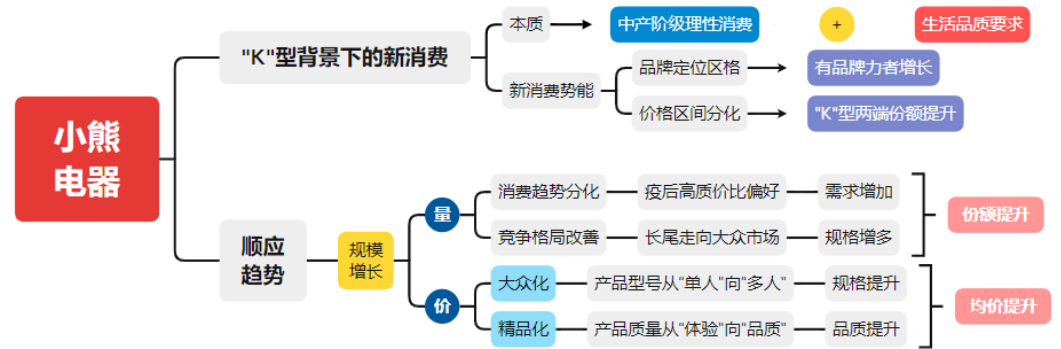 小熊
电器
"K"型背景下的新消费
本质
中产阶级理性消费
+
生活品质要求
新消费势能
品牌定位区格
有品牌力者增长
价格区间分化
"K"型两端份额提升
顺应
趋势
规模
增长
量
消费趋势分化
疫后高质价比偏好
需求增加
竞争格局改善
长尾走向大众市场
规格增多
份额提升
价
大众化
产品型号从"单人"向"多人"
规格提升
精品化
产品质量从"体验"向"品质"
品质提升
均价提升